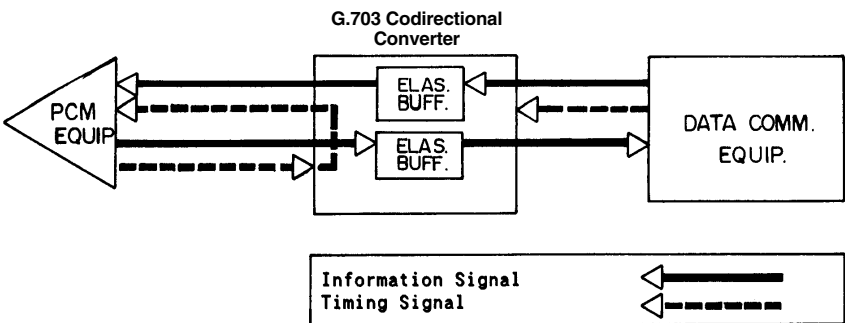 G.703 Codirectional
Converter
PCM
EQUIP
ELAS.
BUFF.
ELAS.
BUFF.
DATA COMM.
EQUIP.
Information Signal
Timing Signal